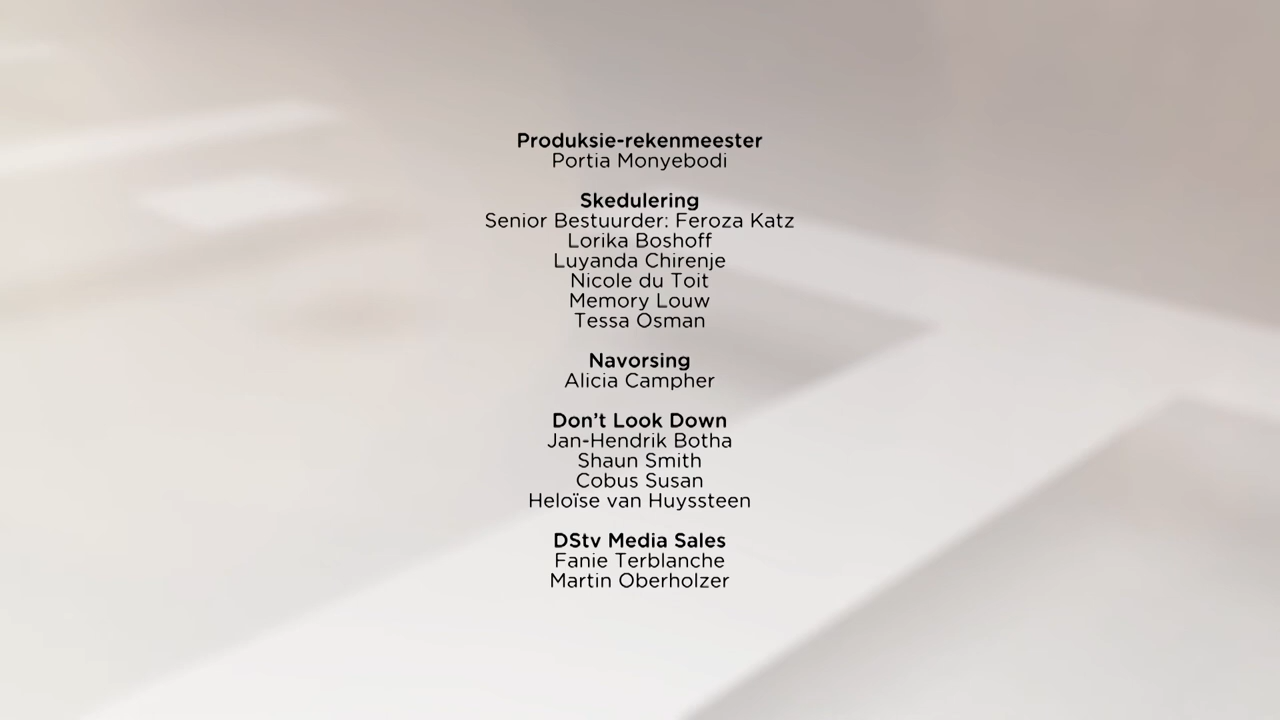 Produksie-rekenmeester
Portia Monyebodi
Skedulering
Senior Bestuurder: Feroza Katz
Lorika Boshoff
Luyanda Chirenje
Nicole du Toit
Memory Louw
Tessa Osman
Navorsing
Alicia Campher
Don’t Look Down
Jan-Hendrik Botha
Shaun Smith
Cobus Susan
Heloïse van Huyssteen
DStv Media Sales
Fanie Terblanche
Martin Oberholzer